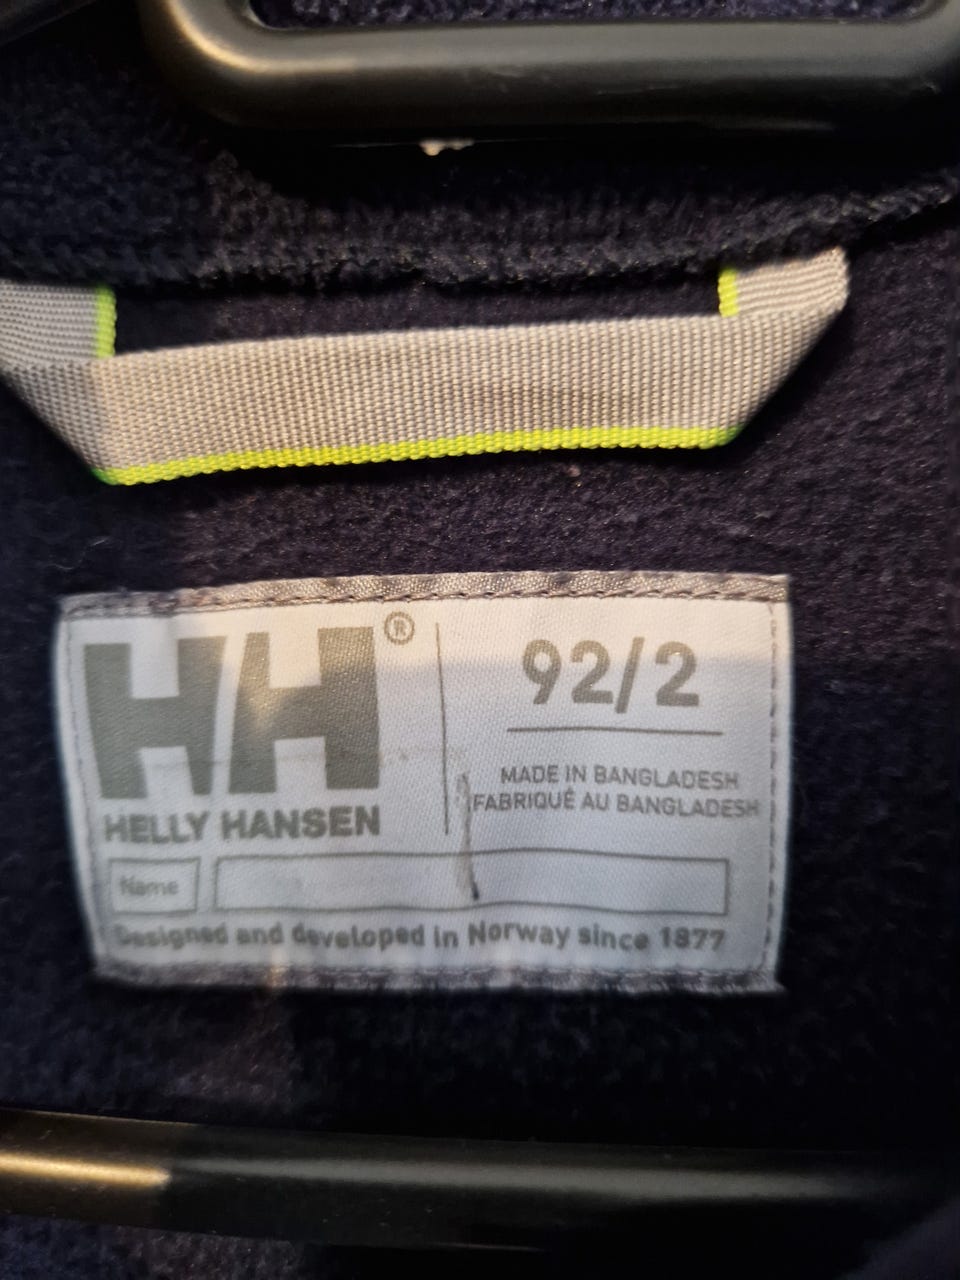 HH®
HELLY HANSEN
92/2
MADE IN BANGLADESH
FABRIQUÉ AU BANGLADESH
Name
Designed and developed in Norway since 1877